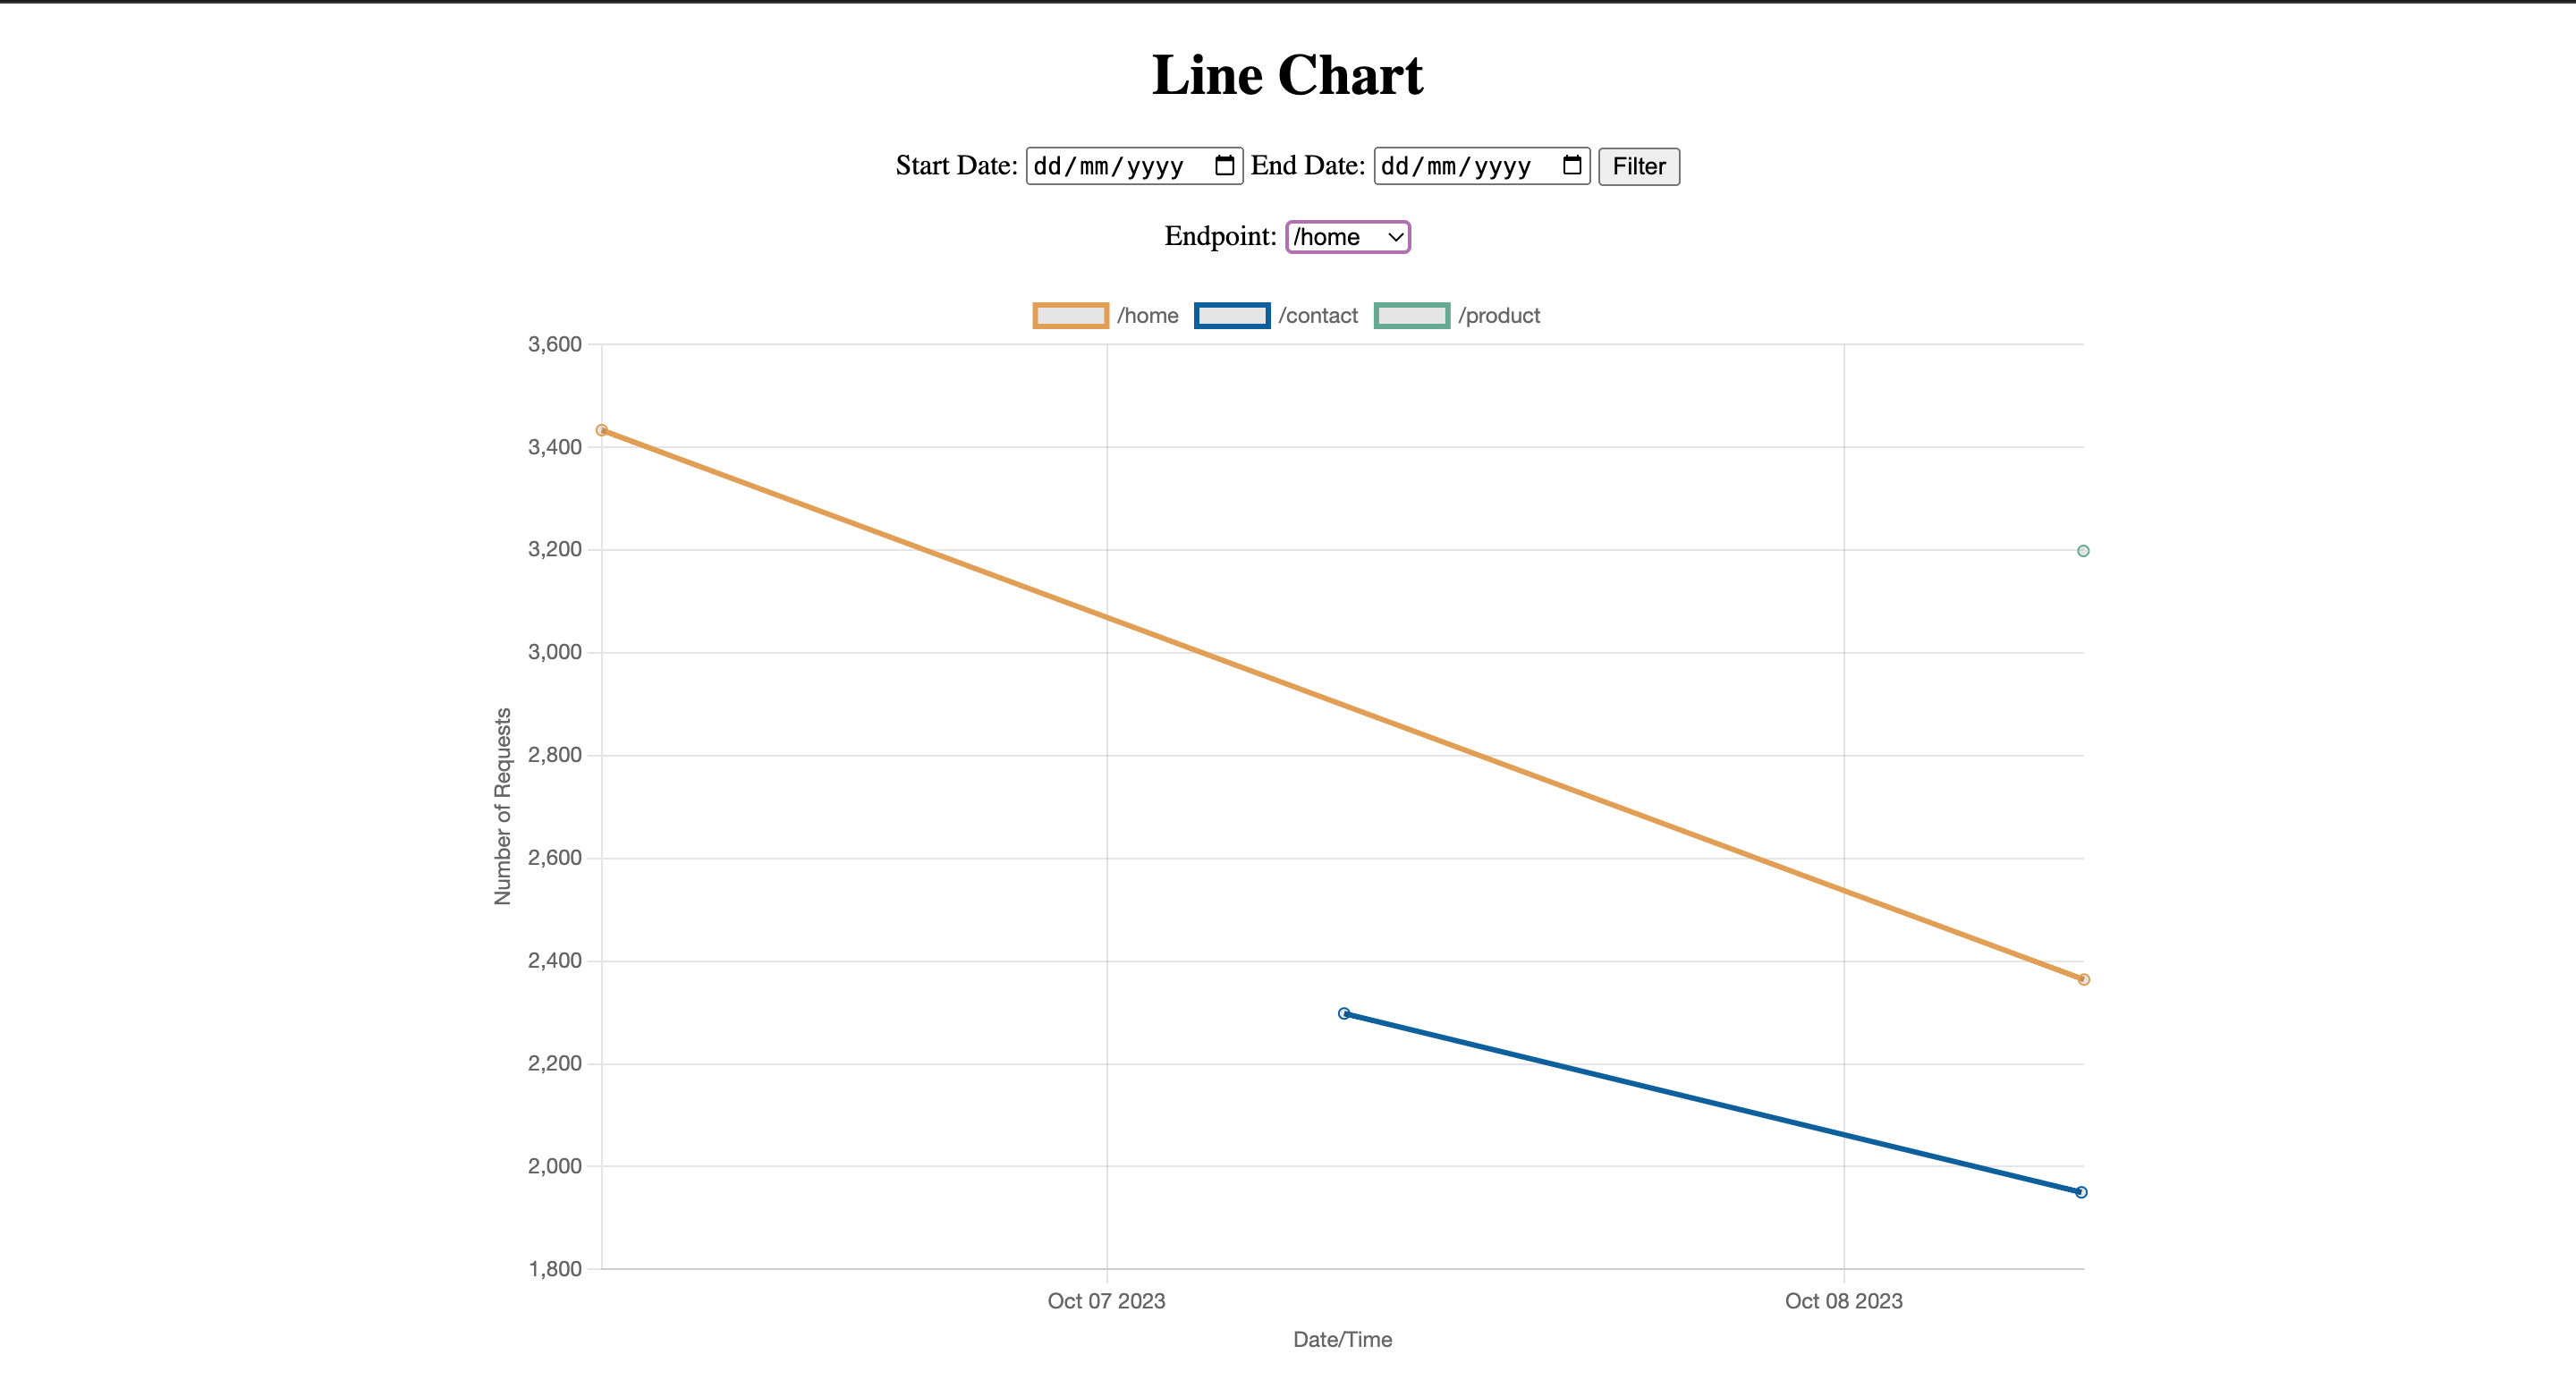 Line Chart
Start Date: dd/mm/yyyy End Date: dd/mm/yyyy Filter
Endpoint: /home
/home /contact /product
3,600
3,400
3,200
3,000
2,800
2,600
2,400
2,200
2,000
1,800
Number of Requests
Oct 07 2023 Oct 08 2023
Date/Time